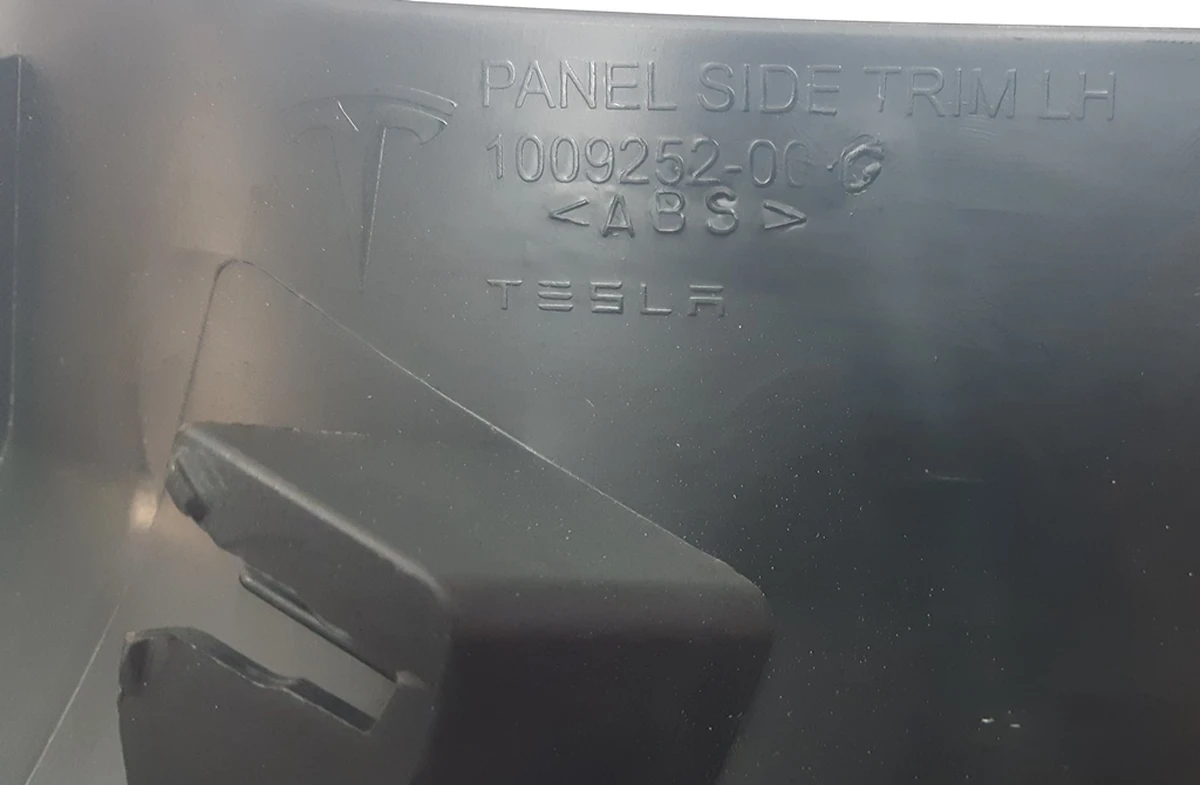 PANEL SIDE TRIM LH
1009252-00-G
<ABS>
TESLA